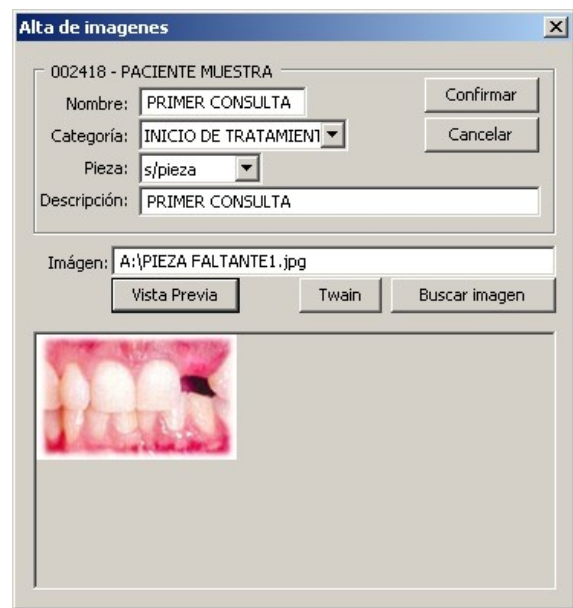 Alta de imagenes
002418 - PACIENTE MUESTRA
Nombre: PRIMER CONSULTA
Confirmar
Categoría: INICIO DE TRATAMIENT
Cancelar
Pieza: s/pieza
Descripción: PRIMER CONSULTA
Imágen: A:\PIEZA FALTANTE1.jpg
Vista Previa Twain Buscar imagen